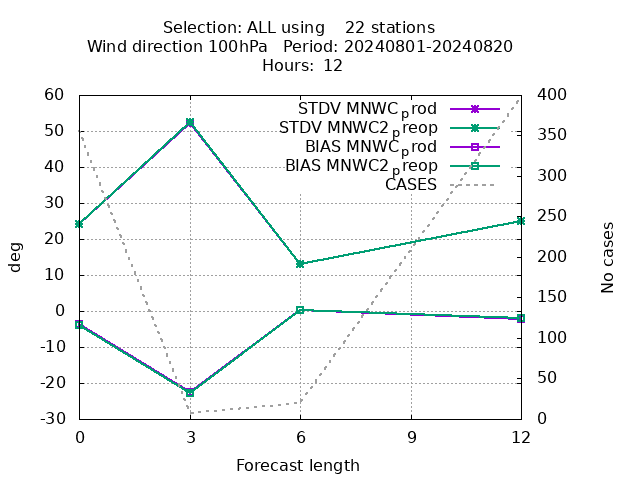 Selection: ALL using    22 stations
Wind direction 100hPa   Period: 20240801-20240820
Hours:  12
60
50
40
30
20
10
0
-10
-20
-30
deg
STDV MNWC_prod
STDV MNWC2_preop
BIAS MNWC_prod
BIAS MNWC2_preop
CASES
400
350
300
250
200
150
100
50
0
No cases
0 3 6 9 12
Forecast length